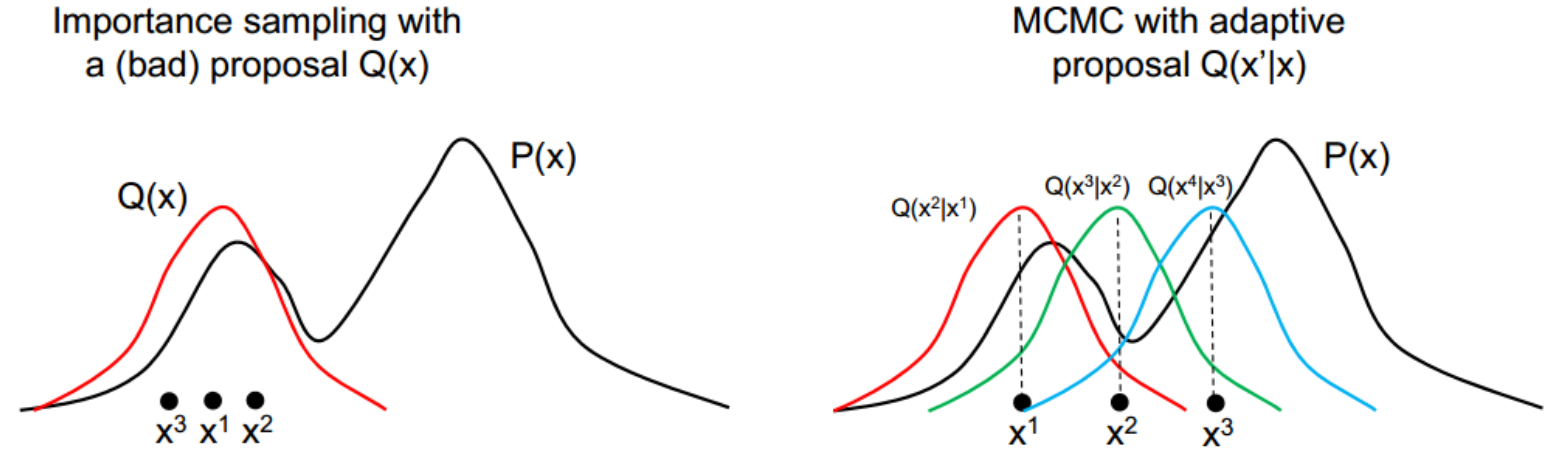 Importance sampling with
a (bad) proposal Q(x)
Q(x)
P(x)
x³ x¹ x²
MCMC with adaptive
proposal Q(x’|x)
Q(x²|x¹)
Q(x³|x²)
Q(x⁴|x³)
P(x)
x¹ x² x³